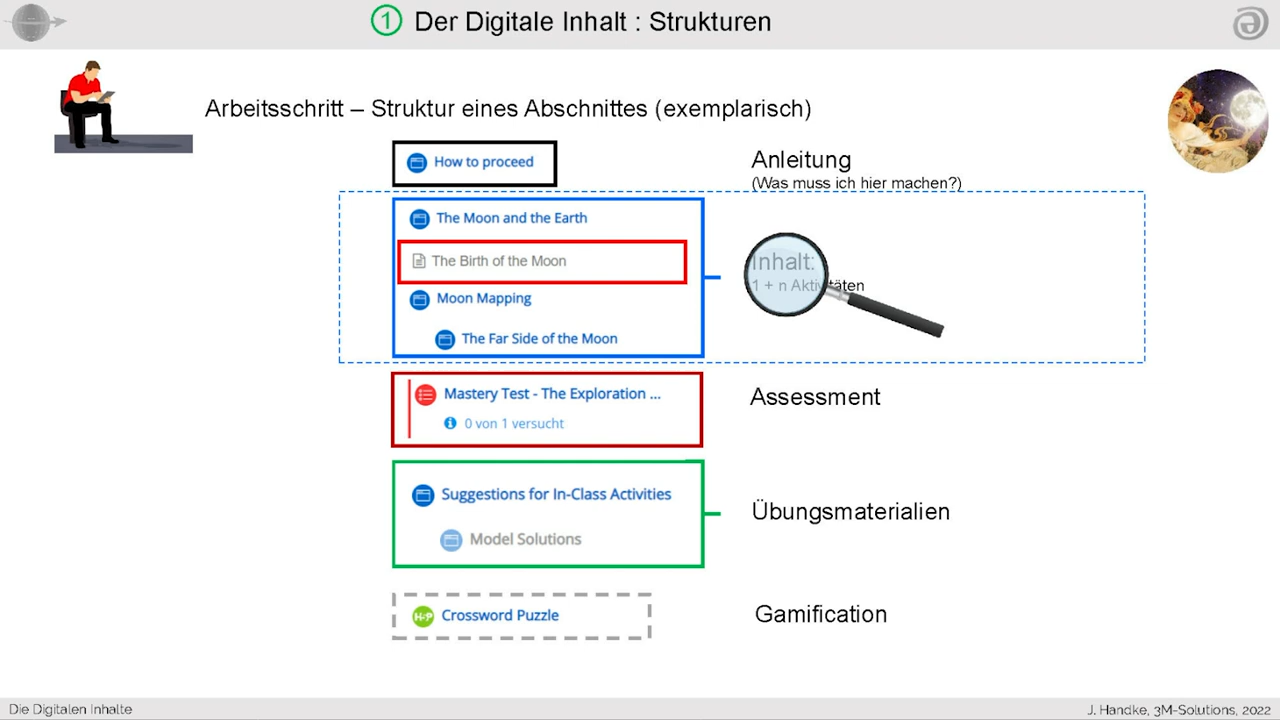 1 Der Digitale Inhalt : Strukturen
Arbeitsschritt – Struktur eines Abschnittes (exemplarisch)
How to proceed
Anleitung
(Was muss ich hier machen?)
The Moon and the Earth
The Birth of the Moon
Moon Mapping
The Far Side of the Moon
Inhalt:
1 + n Aktivitäten
Mastery Test - The Exploration ...
0 von 1 versucht
Assessment
Suggestions for In-Class Activities
Model Solutions
Übungsmaterialien
H5P Crossword Puzzle
Gamification
Die Digitalen Inhalte
J. Handke, 3M-Solutions, 2022